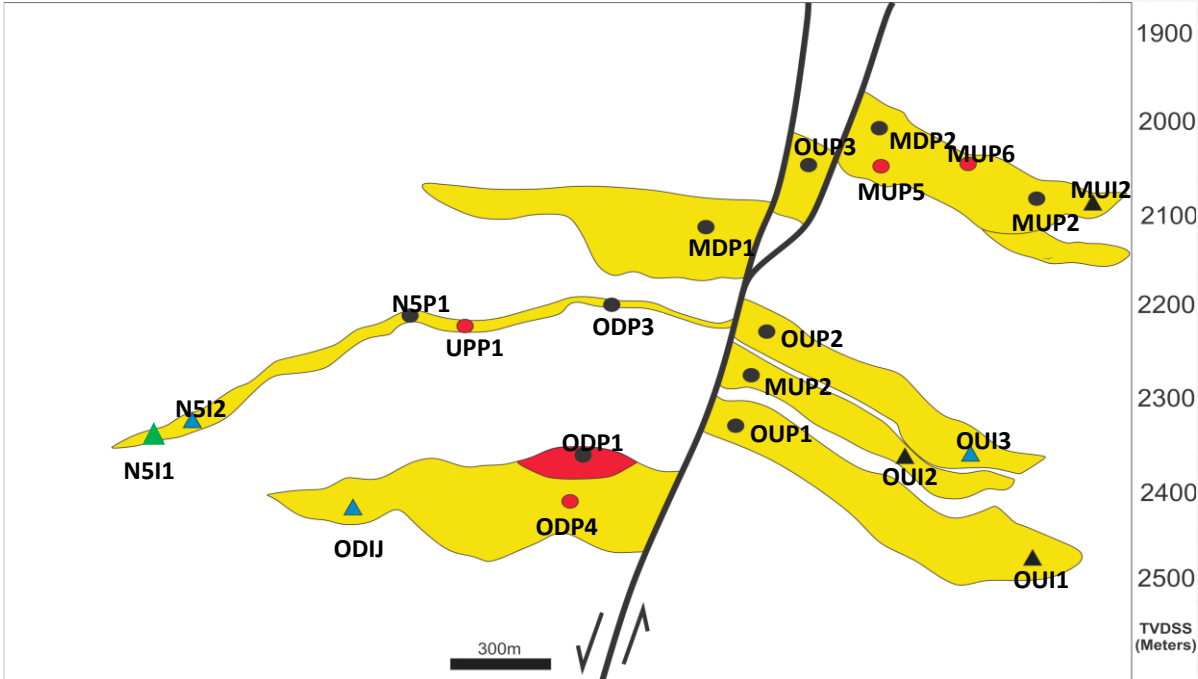 1900
2000
OUP3
MDP2
MUP6
MUP5
MUI2
MUP2
2100
MDP1
2200
N5P1
UPP1
ODP3
OUP2
MUP2
2300
N5I2
OUP1
ODP1
OUI3
N5I1
OUI2
2400
ODP4
ODIJ
OUI1
2500
300m
TVDSS
(Meters)